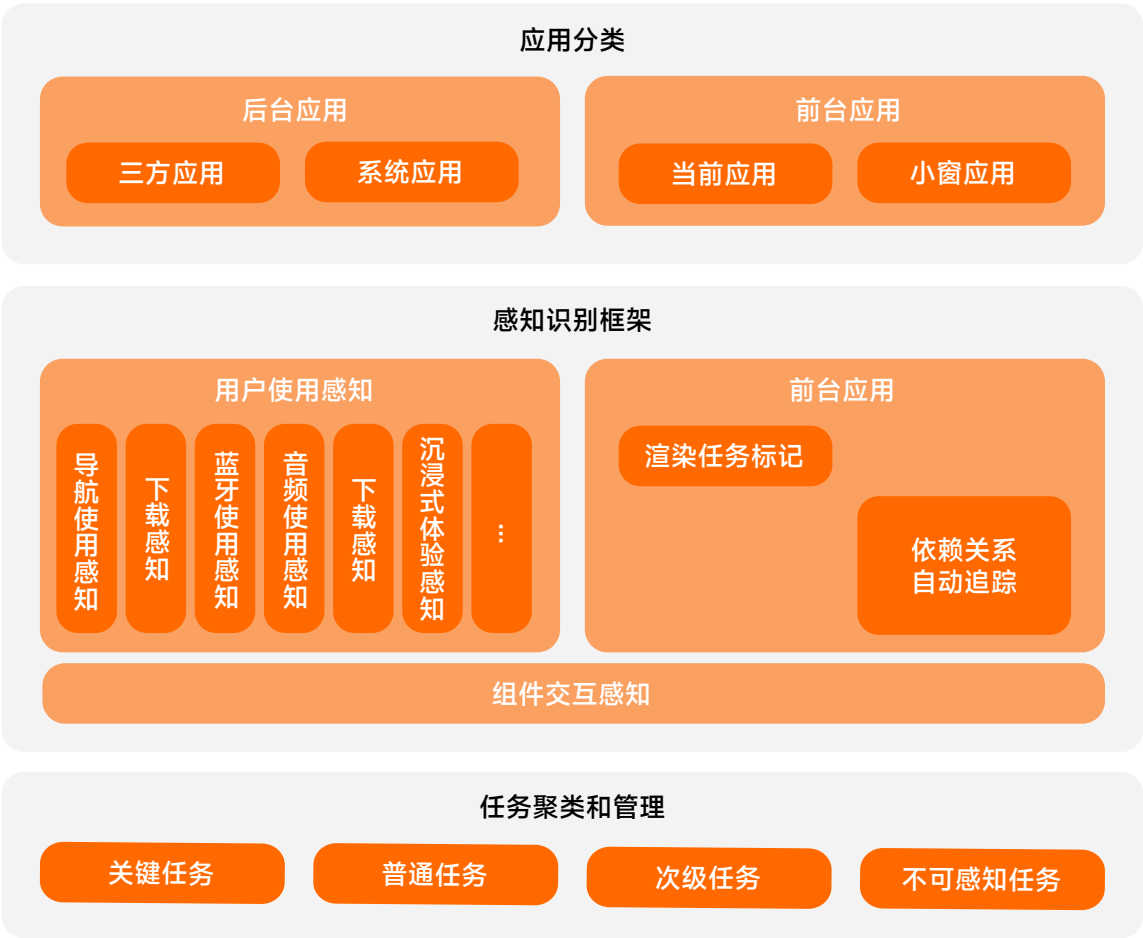 应用分类
后台应用
三方应用
系统应用
前台应用
当前应用
小窗应用
感知识别框架
用户使用感知
导航使用感知
下载感知
蓝牙使用感知
音频使用感知
下载感知
沉浸式体验感知
...
前台应用
渲染任务标记
依赖关系
自动追踪
组件交互感知
任务聚类和管理
关键任务
普通任务
次级任务
不可感知任务